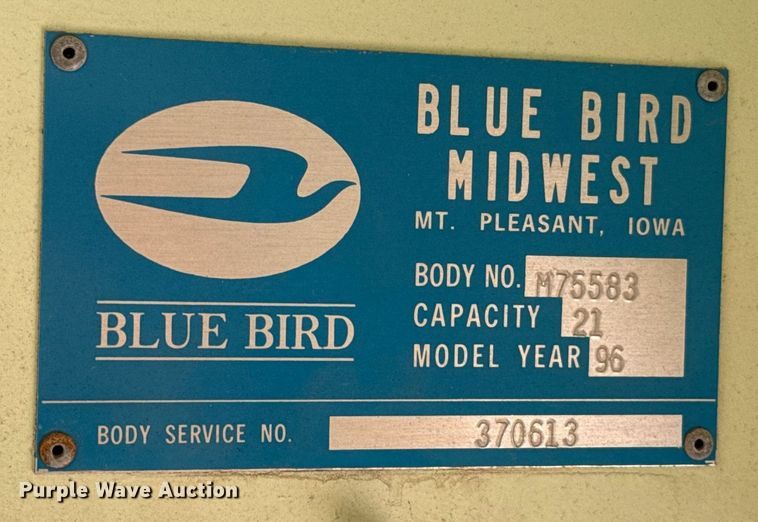 BLUE BIRD
MIDWEST
MT. PLEASANT, IOWA
BODY NO. M75583
CAPACITY 21
MODEL YEAR 96
BLUE BIRD
BODY SERVICE NO. 370613
Purple Wave Auction